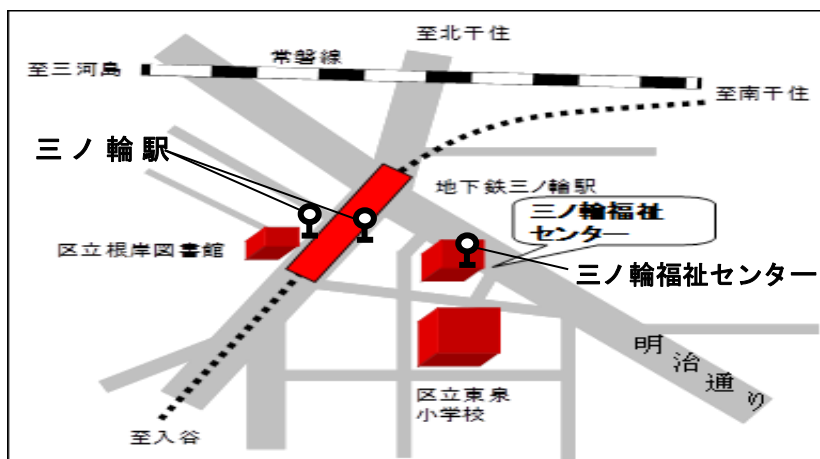 至北千住
常磐線
至三河島
至南千住
三ノ輪駅
地下鉄三ノ輪駅
三ノ輪福祉
センター
区立根岸図書館
三ノ輪福祉センター
明治通り
区立東泉
小学校
至入谷